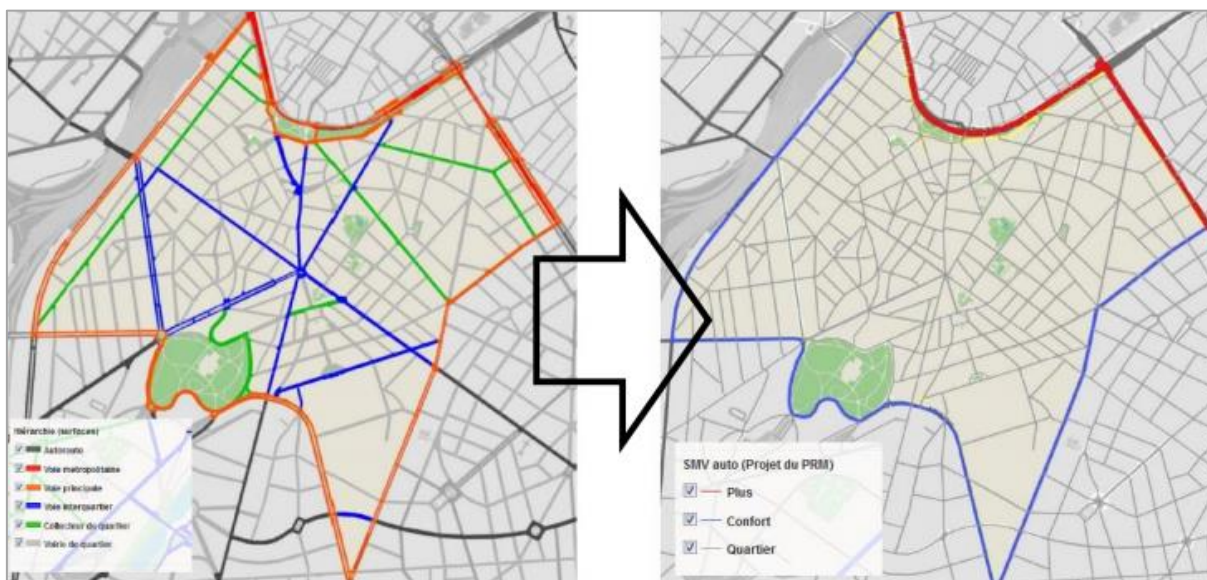 Hiérarchie (surfaces)
Autoroute
Voie métropolitaine
Voie principale
Voie interquartier
Collecteur de quartier
Voirie de quartier
SMV auto (Projet du PRM)
Plus
Confort
Quartier